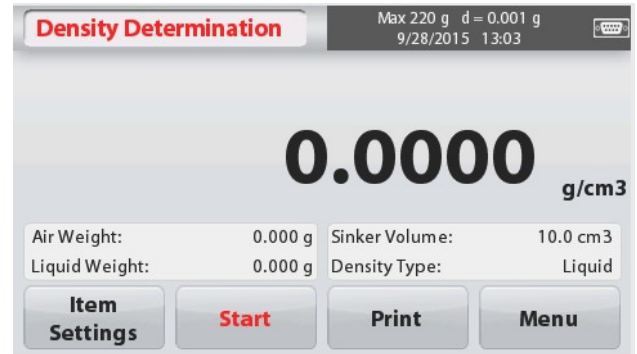 Density Determination
Max 220 g d = 0.001 g
9/28/2015 13:03
0.0000
g/cm3
Air Weight: 0.000 g
Liquid Weight: 0.000 g
Sinker Volume: 10.0 cm3
Density Type: Liquid
Item
Settings
Start
Print
Menu